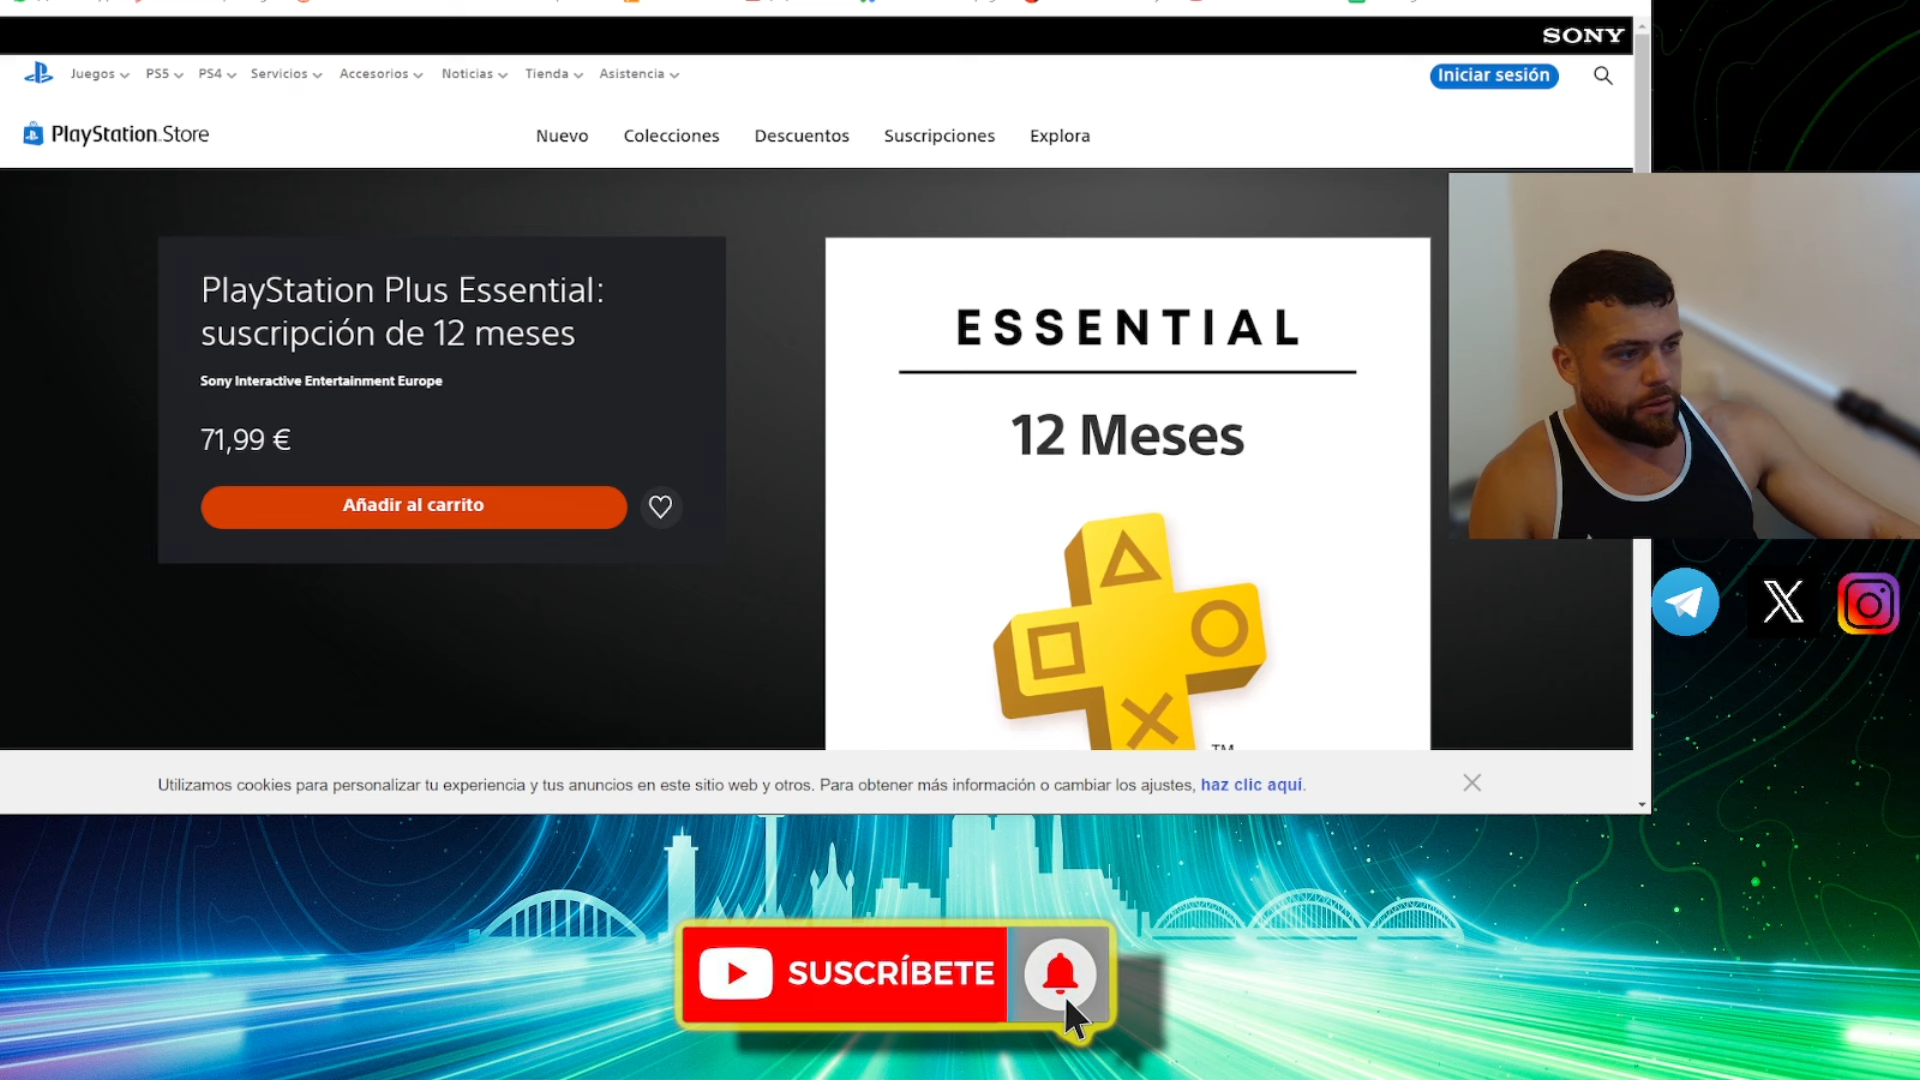 SONY
Juegos PS5 PS4 Servicios Accesorios Noticias Tienda Asistencia
Iniciar sesión
PlayStation.Store
Nuevo Colecciones Descuentos Suscripciones Explora
PlayStation Plus Essential:
suscripción de 12 meses
Sony Interactive Entertainment Europe
71,99 €
Añadir al carrito
ESSENTIAL
12 Meses
TM
Utilizamos cookies para personalizar tu experiencia y tus anuncios en este sitio web y otros. Para obtener más información o cambiar los ajustes, haz clic aquí.
SUSCRÍBETE